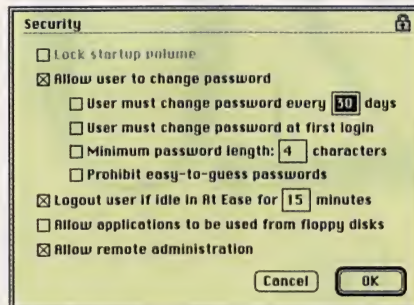 Security
Lock startup volume
Allow user to change password
User must change password every 30 days
User must change password at first login
Minimum password length: 4 characters
Prohibit easy-to-guess passwords
Logout user if idle in At Ease for 15 minutes
Allow applications to be used from floppy disks
Allow remote administration
Cancel
OK